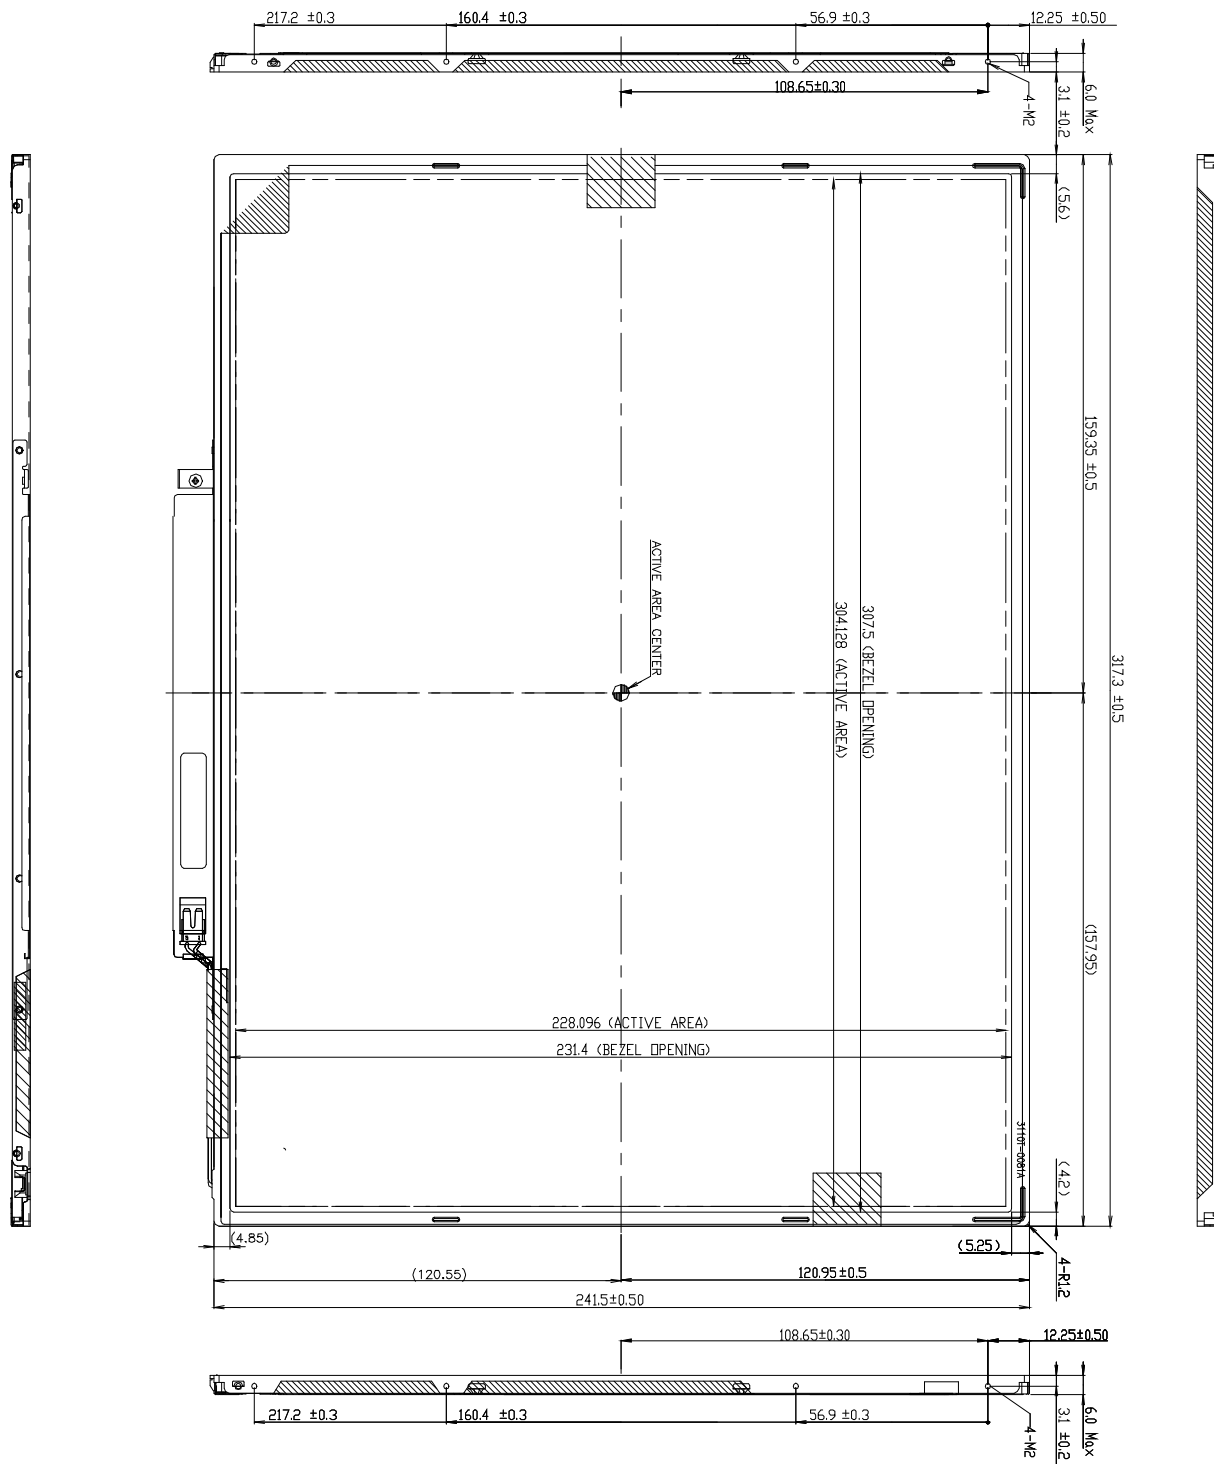 217.2 ±0.3
160.4 ±0.3
56.9 ±0.3
12.25 ±0.50
108.65±0.30
4-M2
3.1 ±0.2
6.0 Max
(5.6)
159.35 ±0.5
317.3 ±0.5
ACTIVE AREA CENTER
304.128 (ACTIVE AREA)
307.5 (BEZEL OPENING)
(157.95)
228.096 (ACTIVE AREA)
231.4 (BEZEL OPENING)
3110T-0081A
(4.2)
(4.85)
(5.25)
4-R1.2
(120.55)
120.95±0.5
241.5±0.50
108.65±0.30
12.25±0.50
217.2 ±0.3
160.4 ±0.3
56.9 ±0.3
4-M2
3.1 ±0.2
6.0 Max